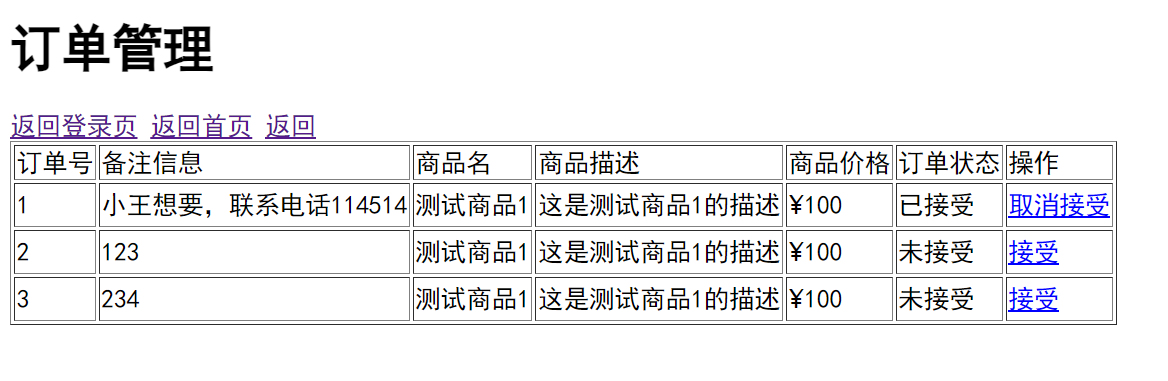 订单管理
返回登录页 返回首页 返回
订单号 备注信息 商品名 商品描述 商品价格 订单状态 操作
1 小王想要，联系电话114514 测试商品1 这是测试商品1的描述 ¥100 已接受 取消接受
2 123 测试商品1 这是测试商品1的描述 ¥100 未接受 接受
3 234 测试商品1 这是测试商品1的描述 ¥100 未接受 接受